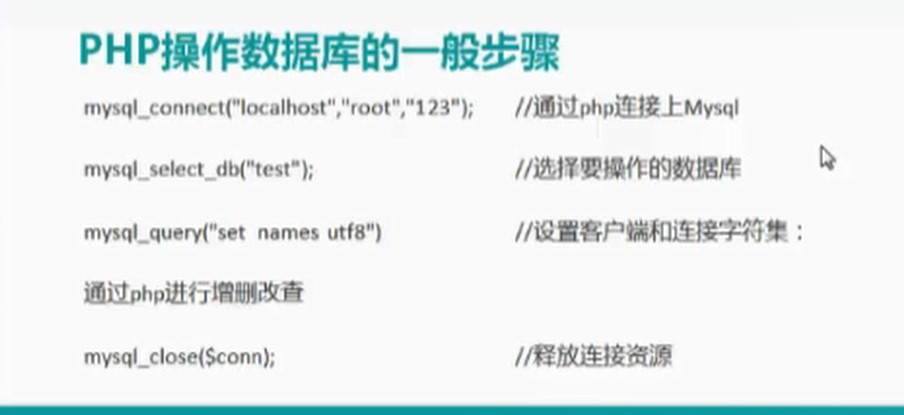 PHP操作数据库的一般步骤
mysql_connect("localhost","root","123"); //通过php连接上Mysql
mysql_select_db("test"); //选择要操作的数据库
mysql_query("set names utf8") //设置客户端和连接字符集：
通过php进行增删改查
mysql_close($conn); //释放连接资源